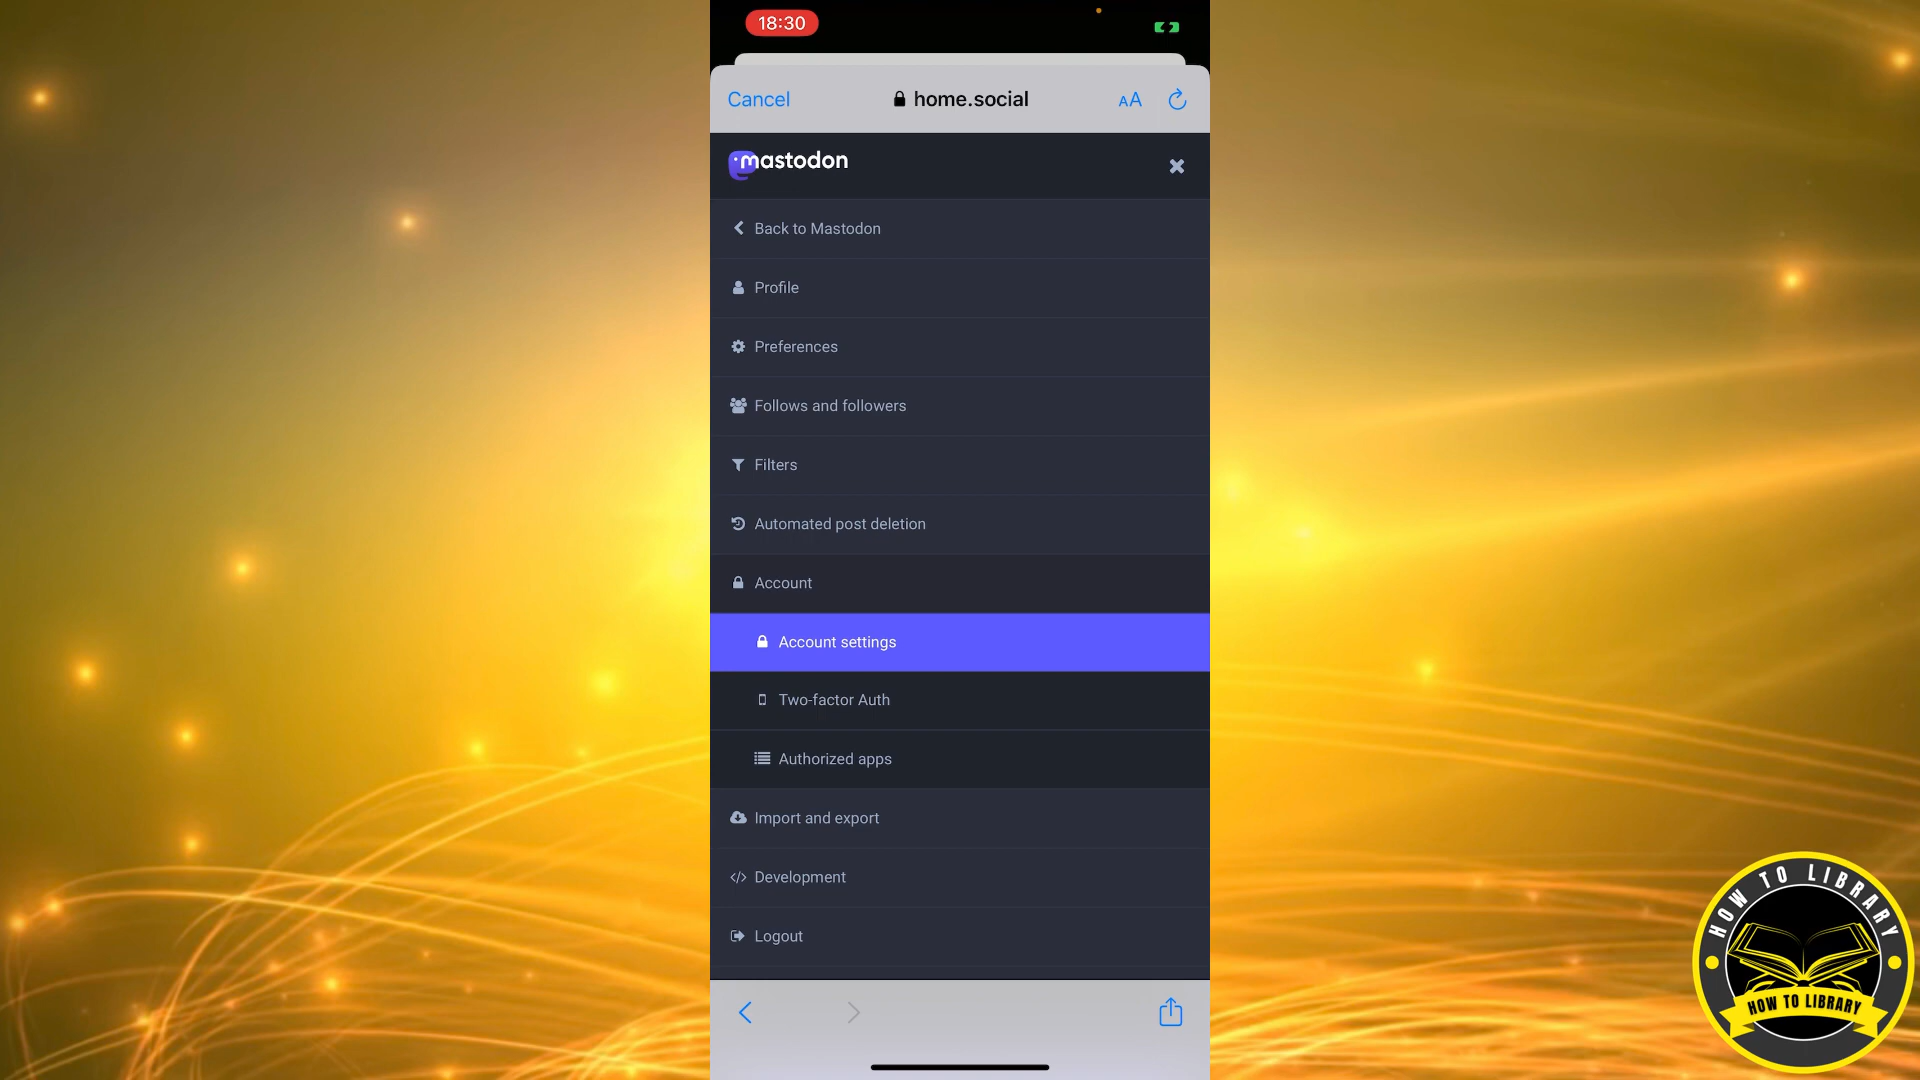 18:30
Cancel
home.social
AA
mastodon
Back to Mastodon
Profile
Preferences
Follows and followers
Filters
Automated post deletion
Account
Account settings
Two-factor Auth
Authorized apps
Import and export
Development
Logout
HOW TO LIBRARY
HOW TO LIBRARY